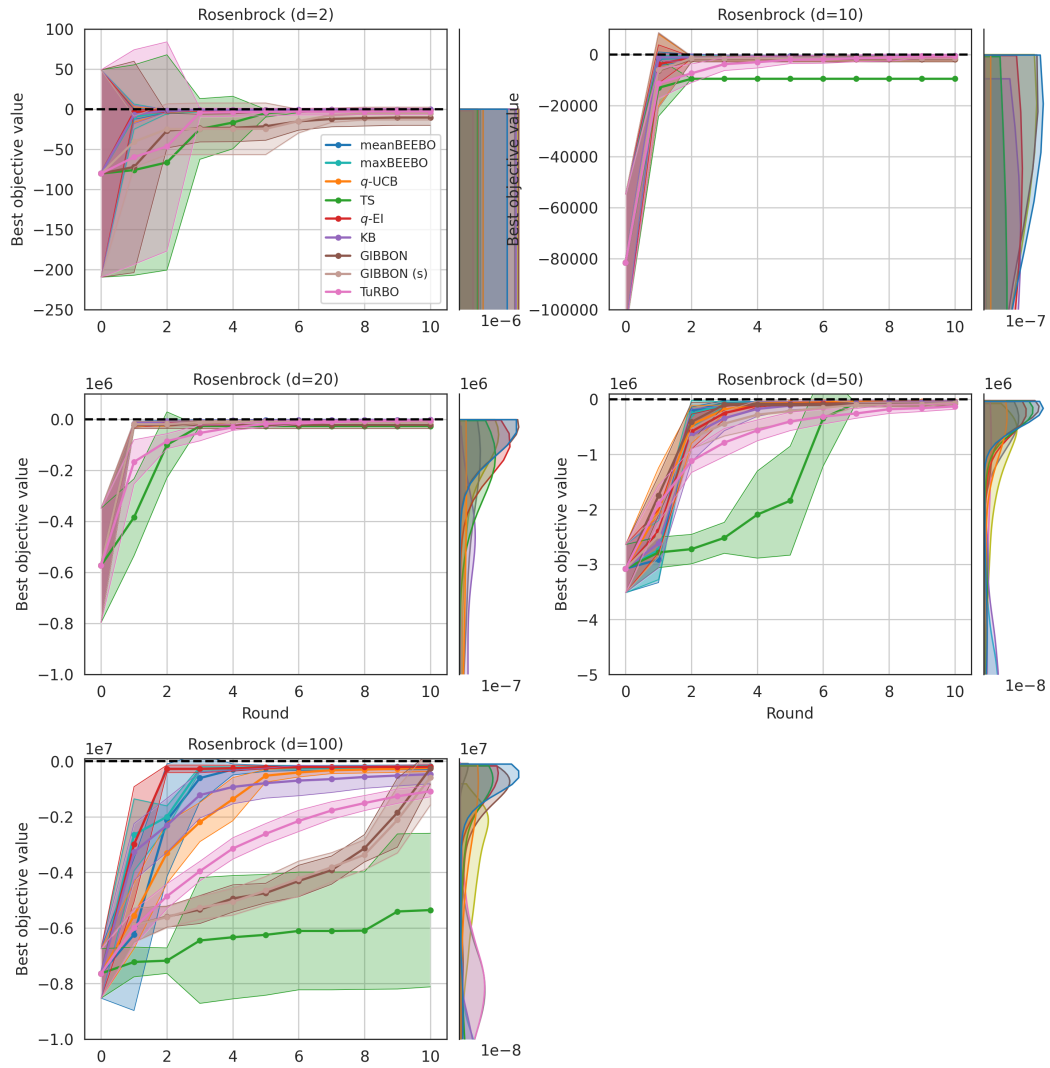 Rosenbrock (d=2)
Best objective value
100
50
0
−50
−100
−150
−200
−250
0
2
4
6
8
10
meanBEEBO
maxBEEBO
q-UCB
TS
q-EI
KB
GIBBON
GIBBON (s)
TuRBO
1e−6
Rosenbrock (d=10)
Best objective value
0
−20000
−40000
−60000
−80000
−100000
0
2
4
6
8
10
1e−7
1e6
Rosenbrock (d=20)
1e6
Best objective value
0.0
−0.2
−0.4
−0.6
−0.8
−1.0
0
2
4
6
8
10
Round
1e−7
1e6
Rosenbrock (d=50)
1e6
Best objective value
0
−1
−2
−3
−4
−5
0
2
4
6
8
10
Round
1e−8
1e7
Rosenbrock (d=100)
1e7
Best objective value
0.0
−0.2
−0.4
−0.6
−0.8
−1.0
0
2
4
6
8
10
1e−8